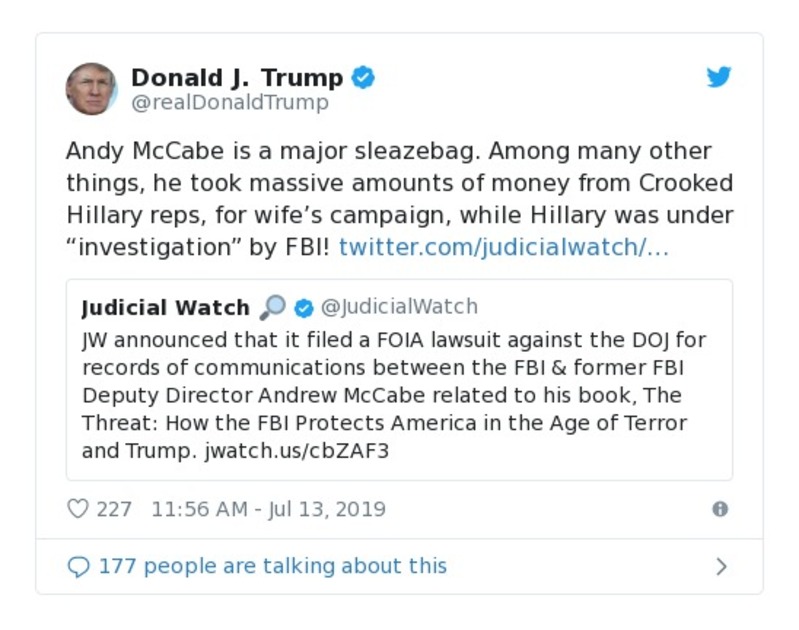 Donald J. Trump
@realDonaldTrump
Andy McCabe is a major sleazebag. Among many other
things, he took massive amounts of money from Crooked
Hillary reps, for wife’s campaign, while Hillary was under
“investigation” by FBI! twitter.com/judicialwatch/…
Judicial Watch 🔎 @JudicialWatch
JW announced that it filed a FOIA lawsuit against the DOJ for
records of communications between the FBI & former FBI
Deputy Director Andrew McCabe related to his book, The
Threat: How the FBI Protects America in the Age of Terror
and Trump. jwatch.us/cbZAF3
227 11:56 AM - Jul 13, 2019
177 people are talking about this